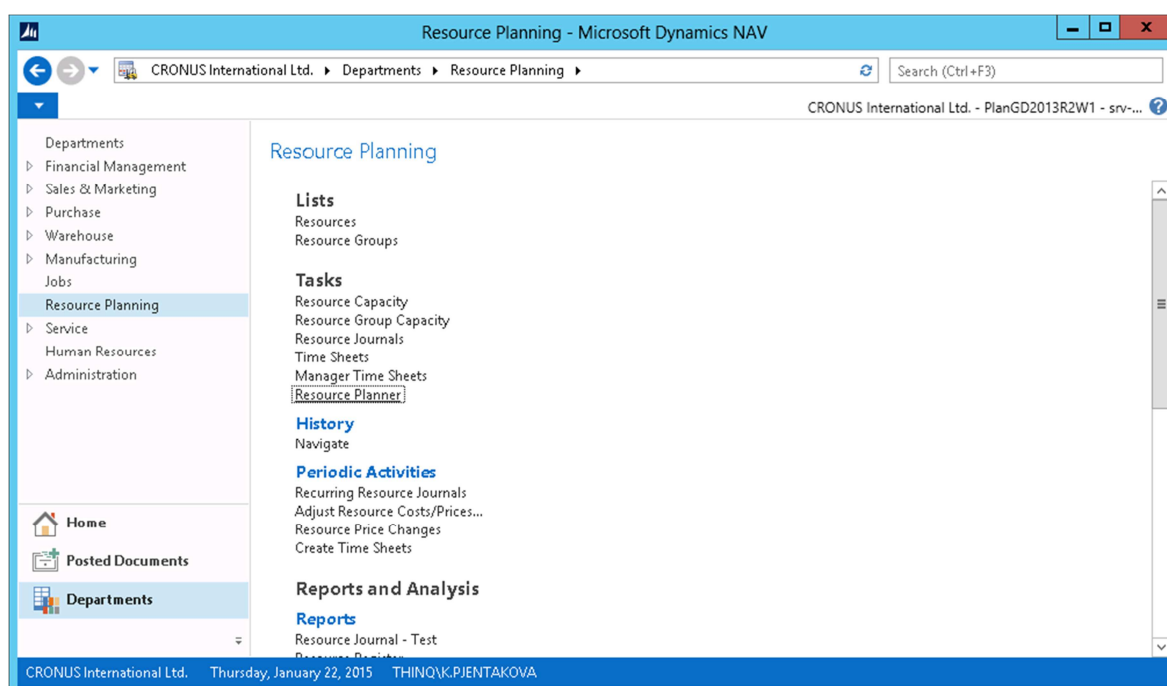 Resource Planning - Microsoft Dynamics NAV
CRONUS International Ltd. Departments Resource Planning
Search (Ctrl+F3)
CRONUS International Ltd. - PlanGD2013R2W1 - srv-...
Departments
Financial Management
Sales & Marketing
Purchase
Warehouse
Manufacturing
Jobs
Resource Planning
Service
Human Resources
Administration
Home
Posted Documents
Departments
Resource Planning
Lists
Resources
Resource Groups
Tasks
Resource Capacity
Resource Group Capacity
Resource Journals
Time Sheets
Manager Time Sheets
Resource Planner
History
Navigate
Periodic Activities
Recurring Resource Journals
Adjust Resource Costs/Prices...
Resource Price Changes
Create Time Sheets
Reports and Analysis
Reports
Resource Journal - Test
CRONUS International Ltd. Thursday, January 22, 2015 THINQ\K.PJENTAKOVA